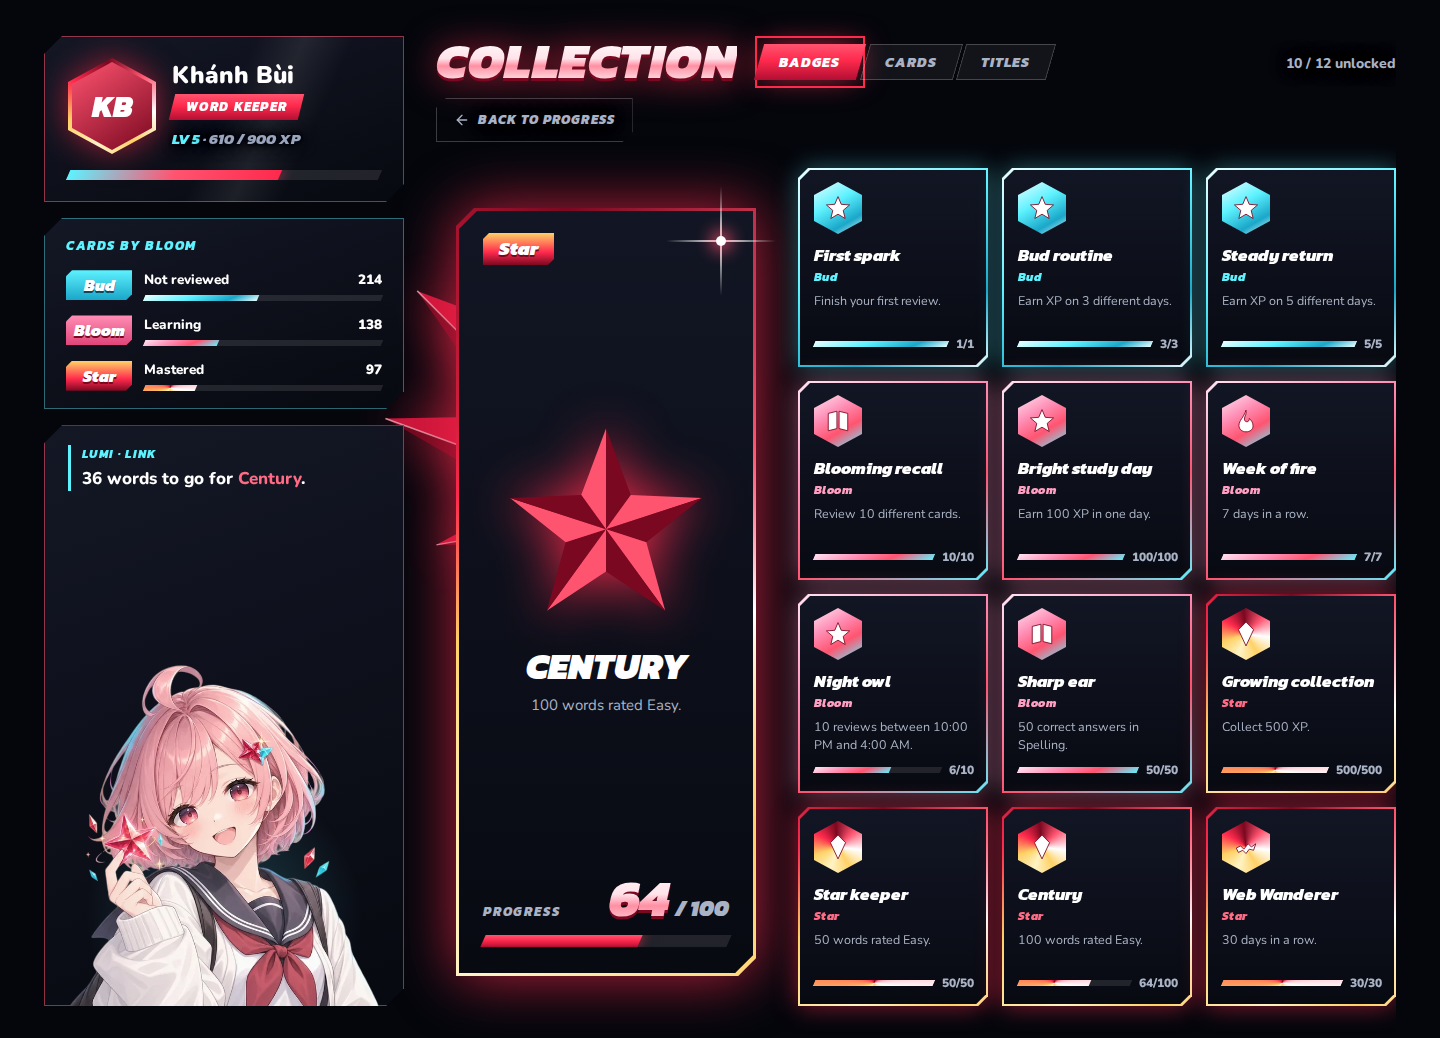 KB
Khánh Bùi
WORD KEEPER
LV 5 · 610 / 900 XP
CARDS BY BLOOM
Bud
Not reviewed
214
Bloom
Learning
138
Star
Mastered
97
LUMI · LINK
36 words to go for Century.
COLLECTION
BADGES
CARDS
TITLES
10 / 12 unlocked
← BACK TO PROGRESS
Star
CENTURY
100 words rated Easy.
PROGRESS
64 / 100
First spark
Bud
Finish your first review.
1/1
Bud routine
Bud
Earn XP on 3 different days.
3/3
Steady return
Bud
Earn XP on 5 different days.
5/5
Blooming recall
Bloom
Review 10 different cards.
10/10
Bright study day
Bloom
Earn 100 XP in one day.
100/100
Week of fire
Bloom
7 days in a row.
7/7
Night owl
Bloom
10 reviews between 10:00
PM and 4:00 AM.
6/10
Sharp ear
Bloom
50 correct answers in
Spelling.
50/50
Growing collection
Star
Collect 500 XP.
500/500
Star keeper
Star
50 words rated Easy.
50/50
Century
Star
100 words rated Easy.
64/100
Web Wanderer
Star
30 days in a row.
30/30